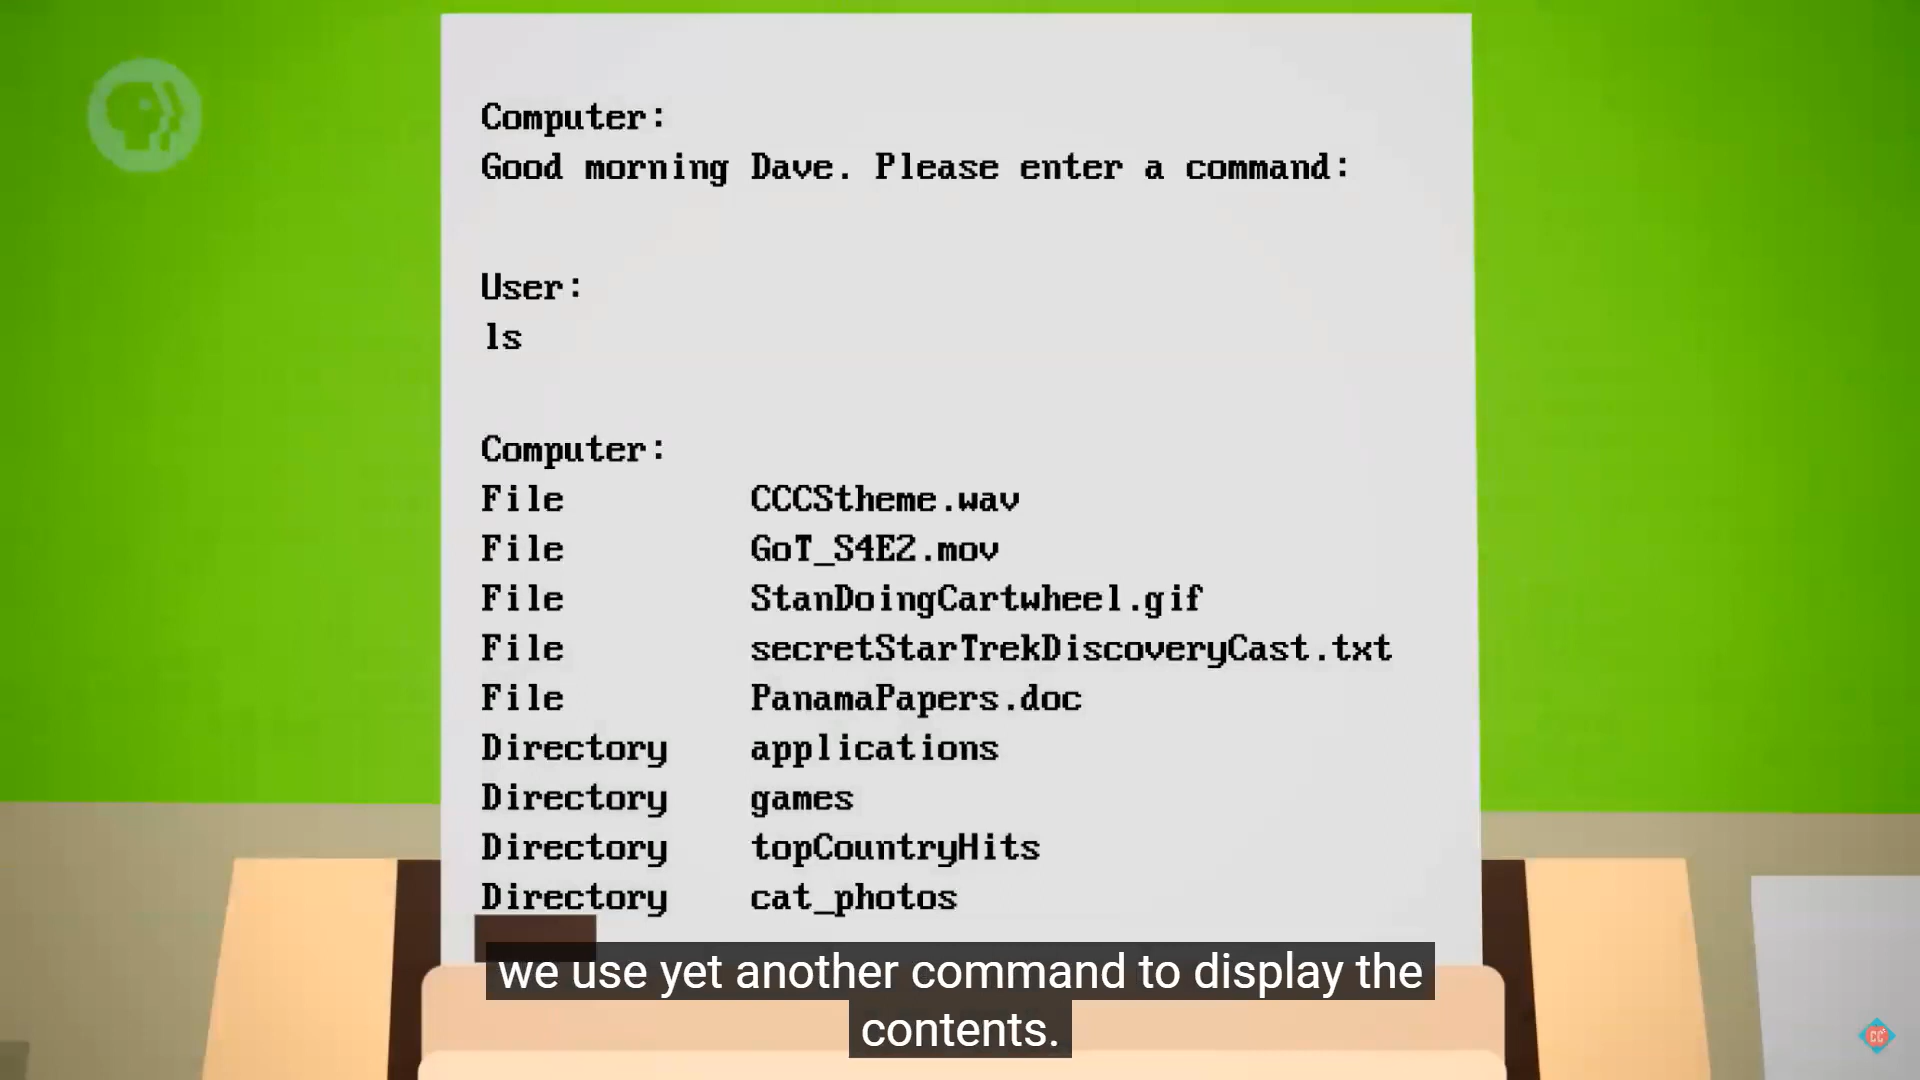 Computer:
Good morning Dave. Please enter a command:
User:
ls
Computer:
File CCCStheme.wav
File GoT_S4E2.mov
File StanDoingCartwheel.gif
File secretStarTrekDiscoveryCast.txt
File PanamaPapers.doc
Directory applications
Directory games
Directory topCountryHits
Directory cat_photos
we use yet another command to display the
contents.
CC